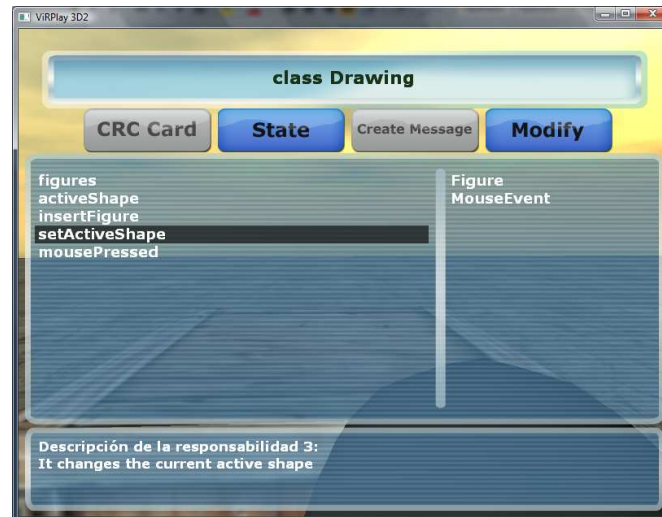 ViRPlay 3D2
class Drawing
CRC Card State Create Message Modify
figures
activeShape
insertFigure
setActiveShape
mousePressed
Figure
MouseEvent
Descripción de la responsabilidad 3:
It changes the current active shape